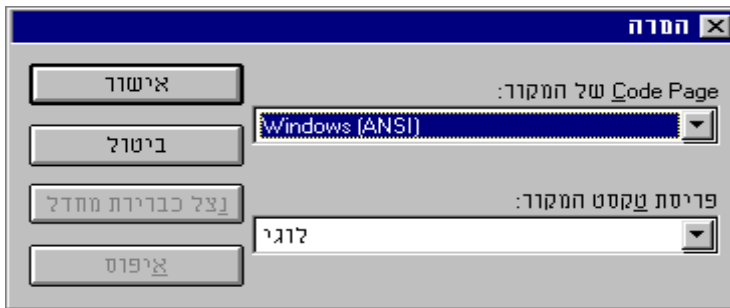 המרה
Code Page של המקור:
Windows (ANSI)
פריסת טקסט המקור:
לוגי
אישור
ביטול
נצל כברירת מחדל
איפוס